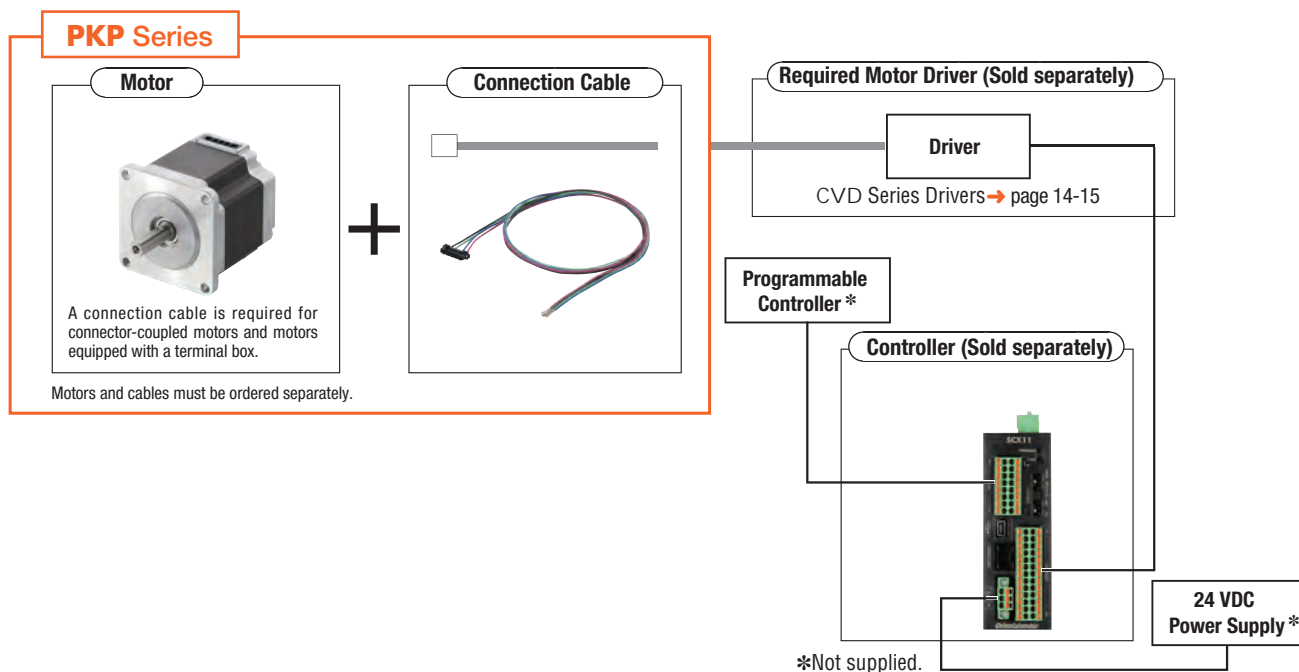 PKP Series
Motor
A connection cable is required for
connector-coupled motors and motors
equipped with a terminal box.
Motors and cables must be ordered separately.
Connection Cable
Required Motor Driver (Sold separately)
Driver
CVD Series Drivers➜ page 14-15
Programmable
Controller*
Controller (Sold separately)
SCX11
Orientalmotor
24 VDC
Power Supply*
*Not supplied.